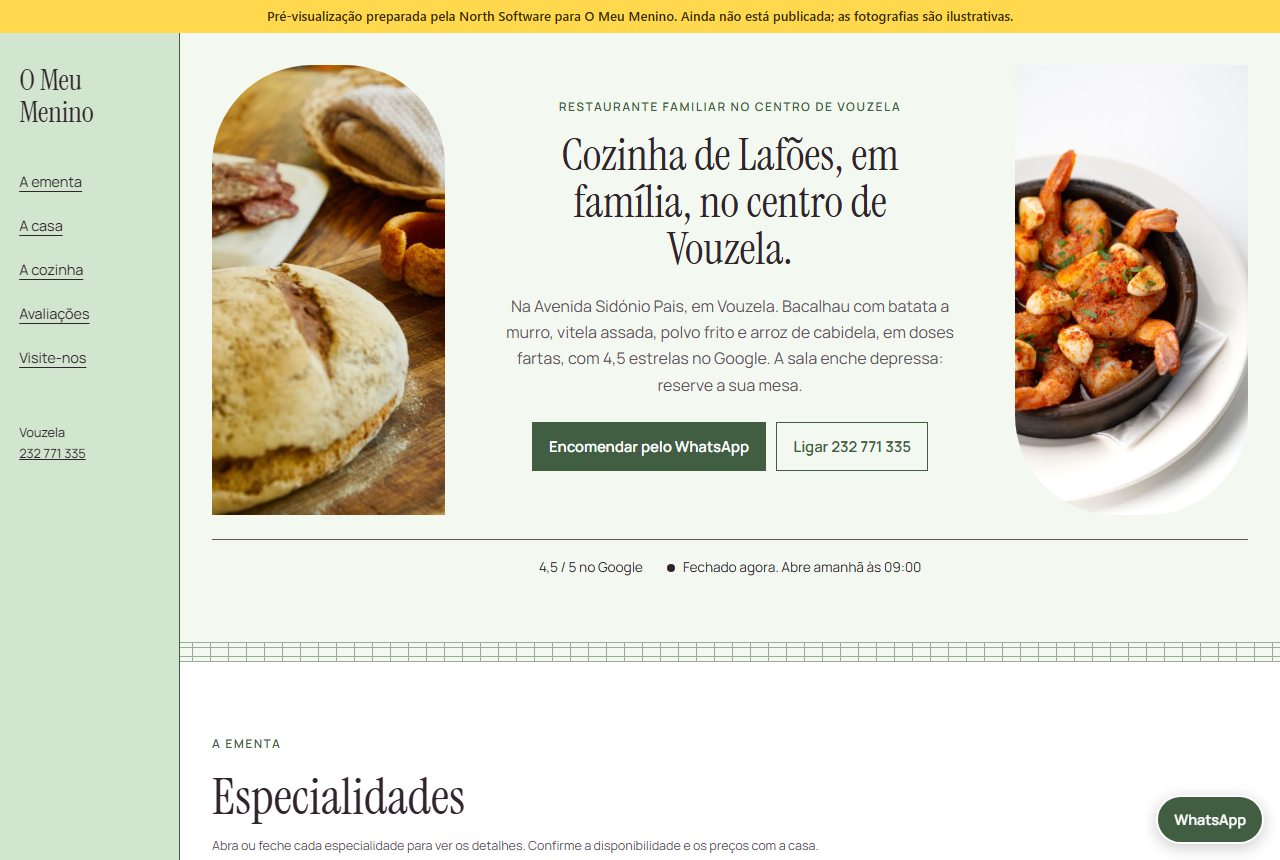 Pré-visualização preparada pela North Software para O Meu Menino. Ainda não está publicada; as fotografias são ilustrativas.
O Meu
Menino
A ementa
A casa
A cozinha
Avaliações
Visite-nos
Vouzela
232 771 335
RESTAURANTE FAMILIAR NO CENTRO DE VOUZELA
Cozinha de Lafões, em
família, no centro de
Vouzela.
Na Avenida Sidónio Pais, em Vouzela. Bacalhau com batata a
murro, vitela assada, polvo frito e arroz de cabidela, em doses
fartas, com 4,5 estrelas no Google. A sala enche depressa:
reserve a sua mesa.
Encomendar pelo WhatsApp
Ligar 232 771 335
4,5 / 5 no Google
Fechado agora. Abre amanhã às 09:00
A EMENTA
Especialidades
Abra ou feche cada especialidade para ver os detalhes. Confirme a disponibilidade e os preços com a casa.
WhatsApp